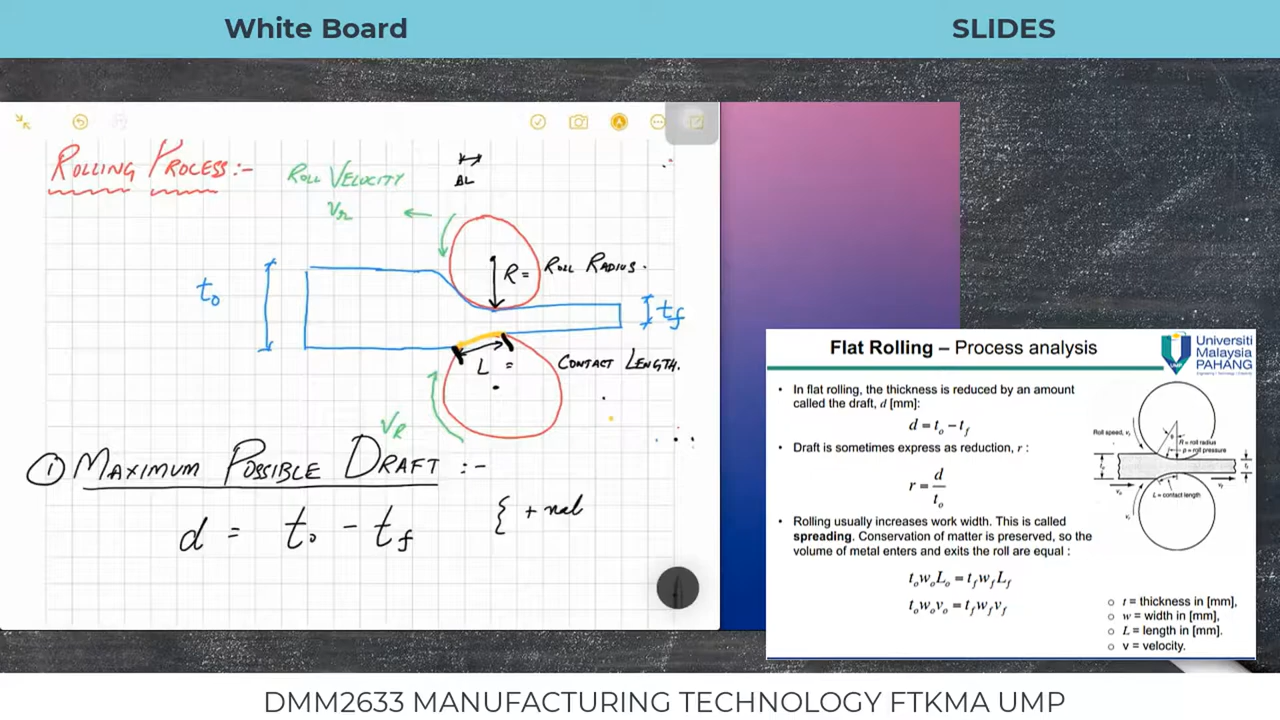 White Board
SLIDES
ROLLING PROCESS:-
ROLL VELOCITY
ΔL
R = ROLL RADIUS.
to
tf
L = CONTACT LENGTH.
VR
① MAXIMUM POSSIBLE DRAFT :-
d = to - tf { +
Flat Rolling – Process analysis
Universiti
Malaysia
PAHANG
• In flat rolling, the thickness is reduced by an amount
called the draft, d [mm]:
d = to − tf
• Draft is sometimes express as reduction, r :
r = d / to
• Rolling usually increases work width. This is called
spreading. Conservation of matter is preserved, so the
volume of metal enters and exits the roll are equal :
towoLo = tfwfLf
towovo = tfwfvf
Roll speed, vr
R = roll radius
p = roll pressure
L = contact length
vo
vf
o t = thickness in [mm],
o w = width in [mm],
o L = length in [mm].
o v = velocity.
DMM2633 MANUFACTURING TECHNOLOGY FTKMA UMP